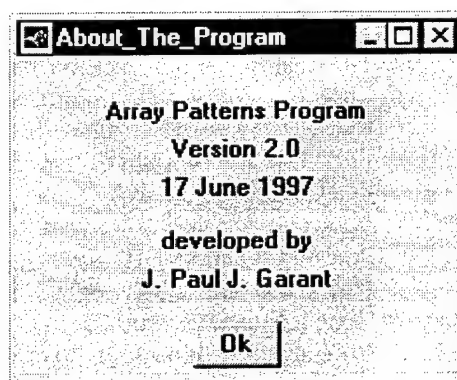 About_The_Program
Array Patterns Program
Version 2.0
17 June 1997
developed by
J. Paul J. Garant
Ok